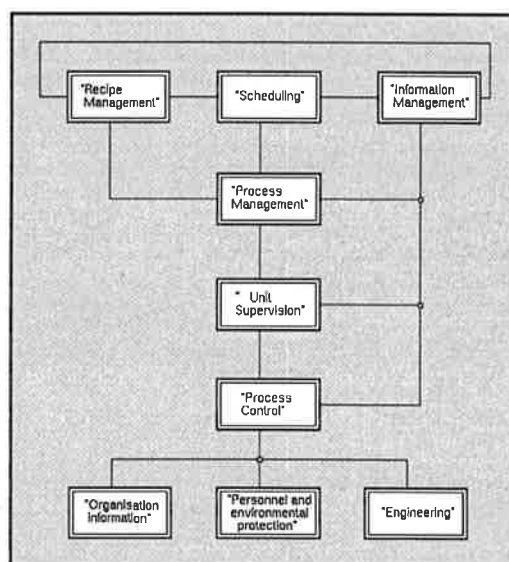 "Recipe
Management"
"Scheduling"
"Information
Management"
"Process
Management"
" Unit
Supervision"
"Process
Control"
"Organisation
information"
"Personnel and
environmental
protection"
"Engineering"